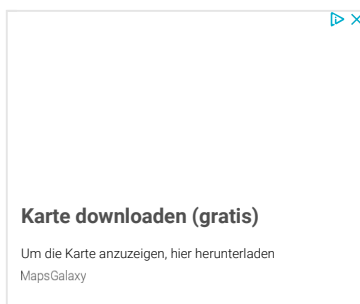 Karte downloaden (gratis)
Um die Karte anzuzeigen, hier herunterladen
MapsGalaxy